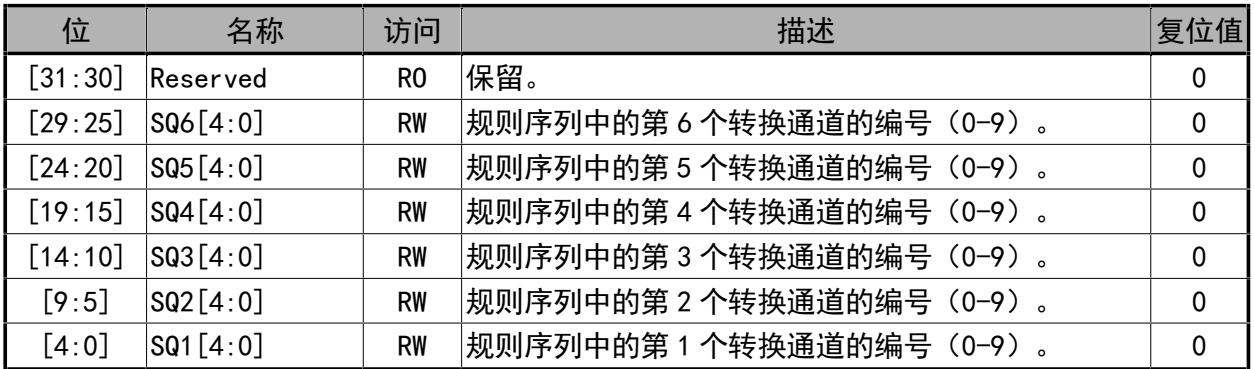 位 名称 访问 描述 复位值
[31:30] Reserved RO 保留。 0
[29:25] SQ6[4:0] RW 规则序列中的第 6 个转换通道的编号（0-9）。 0
[24:20] SQ5[4:0] RW 规则序列中的第 5 个转换通道的编号（0-9）。 0
[19:15] SQ4[4:0] RW 规则序列中的第 4 个转换通道的编号（0-9）。 0
[14:10] SQ3[4:0] RW 规则序列中的第 3 个转换通道的编号（0-9）。 0
[9:5] SQ2[4:0] RW 规则序列中的第 2 个转换通道的编号（0-9）。 0
[4:0] SQ1[4:0] RW 规则序列中的第 1 个转换通道的编号（0-9）。 0